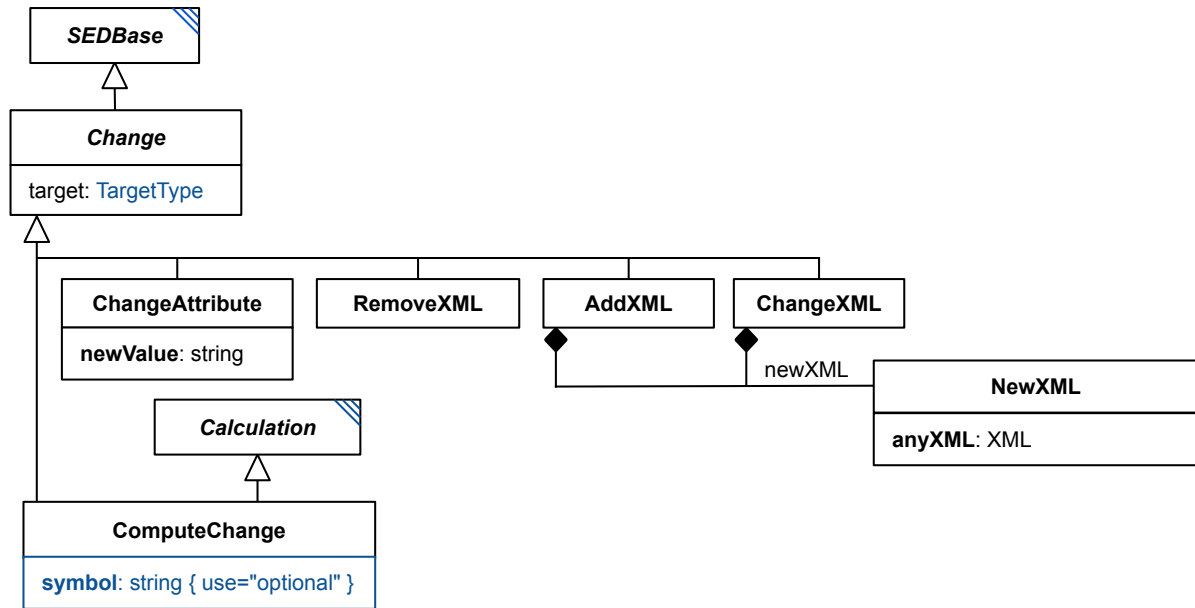 SEDBase
Change
target: TargetType
ChangeAttribute
newValue: string
RemoveXML
AddXML
ChangeXML
newXML
NewXML
anyXML: XML
Calculation
ComputeChange
symbol: string { use="optional" }